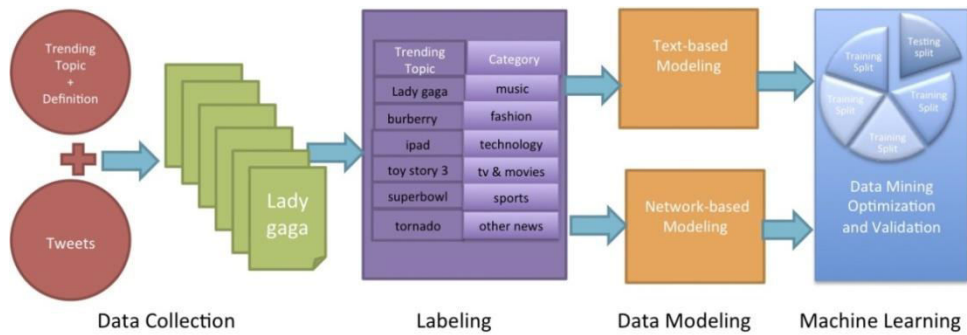 Trending
Topic
+
Definition
Tweets
Lady
gaga
Trending
Topic
Category
Lady gaga
music
burberry
fashion
ipad
technology
toy story 3
tv & movies
superbowl
sports
tornado
other news
Text-based
Modeling
Network-based
Modeling
Training
Split
Testing
split
Training
Split
Training
Split
Training
Split
Data Mining
Optimization
and Validation
Data Collection
Labeling
Data Modeling
Machine Learning